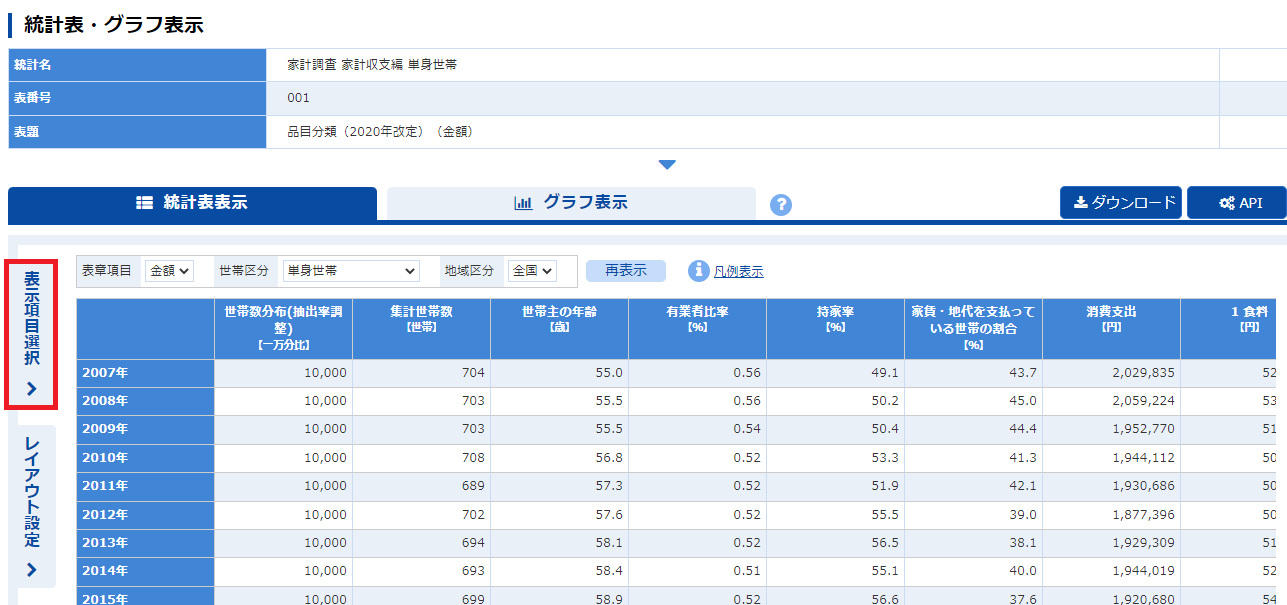 統計表・グラフ表示
統計名 家計調査 家計収支編 単身世帯
表番号 001
表題 品目分類（2020年改定）（金額）
統計表表示 グラフ表示 ? ダウンロード API
表示項目選択
レイアウト設定
表章項目 金額 世帯区分 単身世帯 地域区分 全国 再表示 i 凡例表示
世帯数分布(抽出率調整)【一万分比】 集計世帯数【世帯】 世帯主の年齢【歳】 有業者比率【%】 持家率【%】 家賃・地代を支払っている世帯の割合【%】 消費支出【円】 1 食料【円】
2007年 10,000 704 55.0 0.56 49.1 43.7 2,029,835 52
2008年 10,000 703 55.5 0.56 50.2 45.0 2,059,224 53
2009年 10,000 703 55.5 0.54 50.4 44.4 1,952,770 51
2010年 10,000 708 56.8 0.52 53.3 41.3 1,944,112 50
2011年 10,000 689 57.3 0.52 51.9 42.1 1,930,686 50
2012年 10,000 702 57.6 0.52 55.5 39.0 1,877,396 50
2013年 10,000 694 58.1 0.52 56.5 38.1 1,929,309 51
2014年 10,000 693 58.4 0.51 55.1 40.0 1,944,019 52
2015年 10,000 699 58.9 0.52 56.6 37.6 1,920,680 54